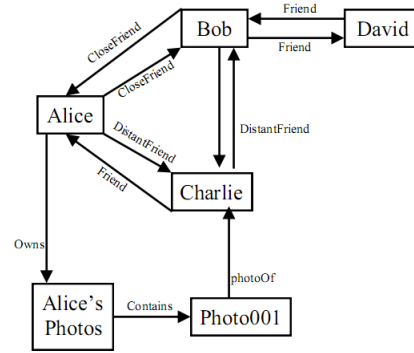 Friend
Bob
David
Friend
CloseFriend
CloseFriend
Alice
DistantFriend
DistantFriend
Friend
Charlie
Owns
photoOf
Alice's
Photos
Contains
Photo001